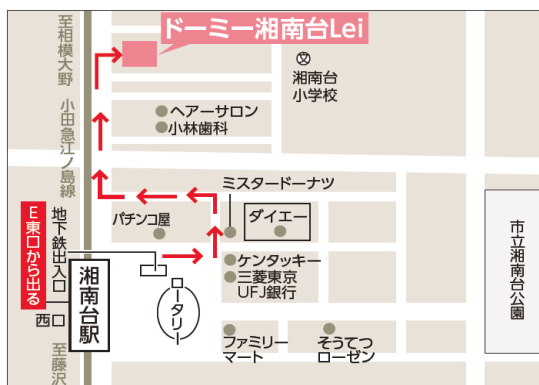 ドーミー湘南台Lei
至相模大野
小田急江ノ島線
湘南台
小学校
ヘアーサロン
小林歯科
ミスタードーナツ
パチンコ屋
ダイエー
E東口から出る
地下鉄出入口
西口
湘南台駅
至藤沢
ロータリー
ケンタッキー
三菱東京
UFJ銀行
ファミリー
マート
そうてつ
ローゼン
市立湘南台公園
文